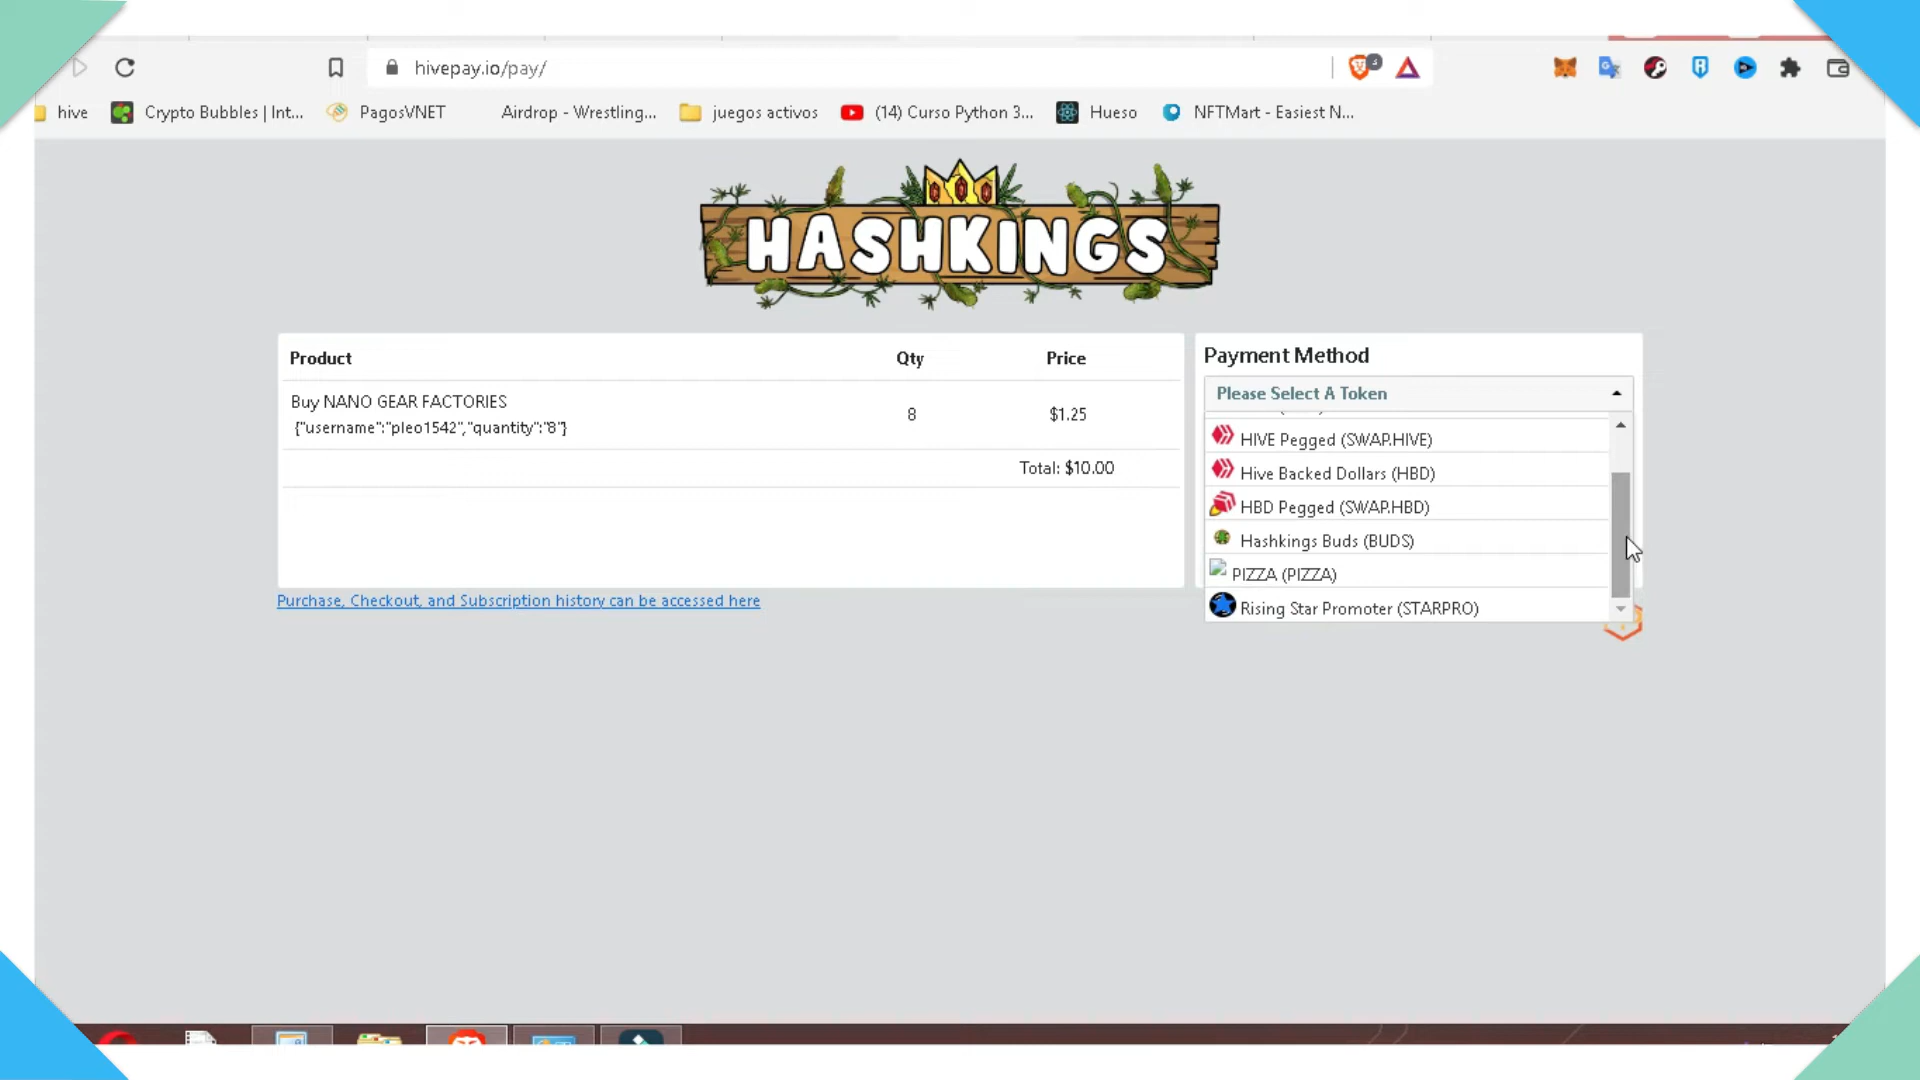 3
hivepay.io/pay/
hive
Crypto Bubbles | Int...
PagosVNET
Airdrop - Wrestling...
juegos activos
(14) Curso Python 3...
Hueso
NFTMart - Easiest N...
HASHKINGS
Product Qty Price
Buy NANO GEAR FACTORIES
{"username":"pleo1542","quantity":"8"}
8
$1.25
Total: $10.00
Purchase, Checkout, and Subscription history can be accessed here
Payment Method
Please Select A Token
HIVE Pegged (SWAP.HIVE)
Hive Backed Dollars (HBD)
HBD Pegged (SWAP.HBD)
Hashkings Buds (BUDS)
PIZZA (PIZZA)
Rising Star Promoter (STARPRO)